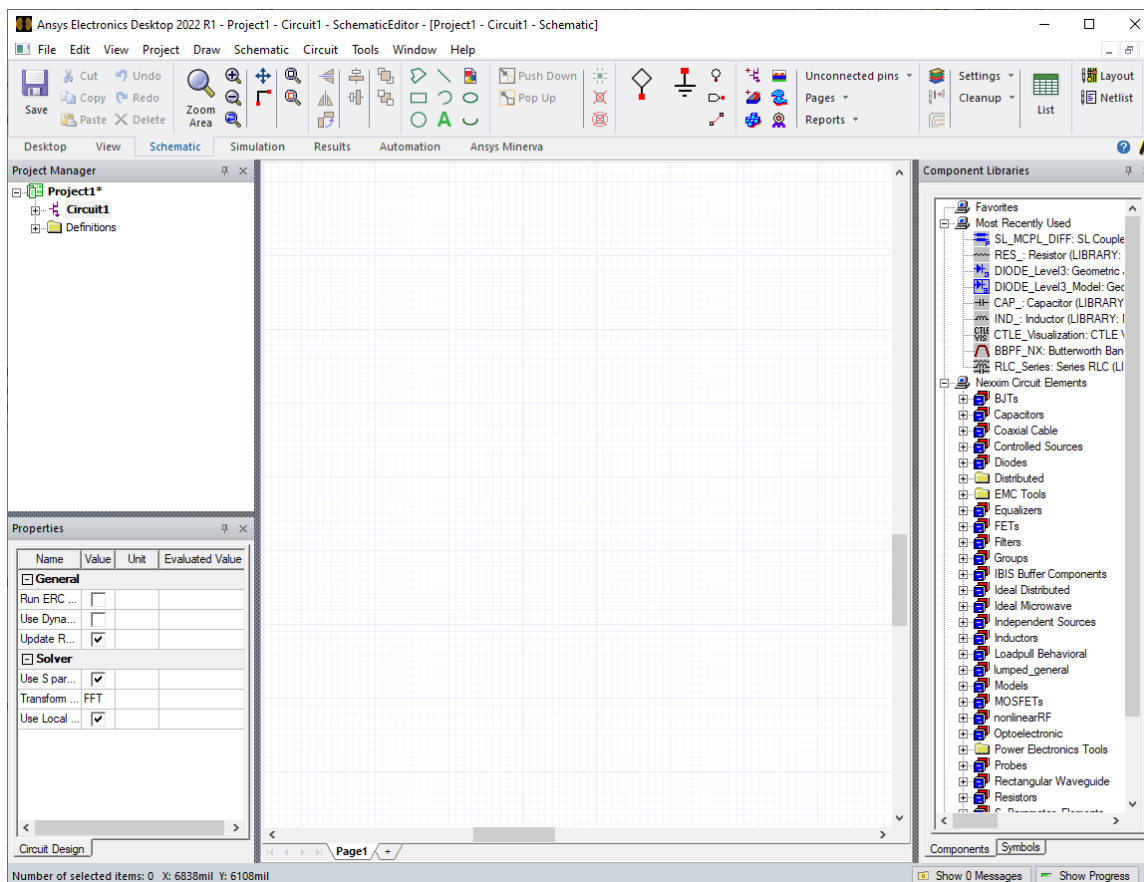 Ansys Electronics Desktop 2022 R1 - Project1 - Circuit1 - SchematicEditor - [Project1 - Circuit1 - Schematic]
File Edit View Project Draw Schematic Circuit Tools Window Help
Save
Cut Undo
Copy Redo
Paste Delete
Zoom Area
Push Down
Pop Up
Unconnected pins
Pages
Reports
Settings
Cleanup
List
Layout
Netlist
Desktop View Schematic Simulation Results Automation Ansys Minerva
Project Manager
Project1*
Circuit1
Definitions
Properties
Name Value Unit Evaluated Value
General
Run ERC ...
Use Dyna...
Update R...
Solver
Use S par...
Transform ... FFT
Use Local ...
Circuit Design
Page1 +
Component Libraries
Favorites
Most Recently Used
SL_MCPL_DIFF: SL Couple
RES_: Resistor (LIBRARY:
DIODE_Level3: Geometric
DIODE_Level3_Model: Geo
CAP_: Capacitor (LIBRARY
IND_: Inductor (LIBRARY:
CTLE VIS CTLE_Visualization: CTLE
BBPF_NX: Butterworth Ban
RLC_Series: Series RLC (LI
Nexxim Circuit Elements
BJTs
Capacitors
Coaxial Cable
Controlled Sources
Diodes
Distributed
EMC Tools
Equalizers
FETs
Filters
Groups
IBIS Buffer Components
Ideal Distributed
Ideal Microwave
Independent Sources
Inductors
Loadpull Behavioral
lumped_general
Models
MOSFETs
nonlinearRF
Optoelectronic
Power Electronics Tools
Probes
Rectangular Waveguide
Resistors
Components Symbols
Number of selected items: 0 X: 6838mil Y: 6108mil
Show 0 Messages Show Progress